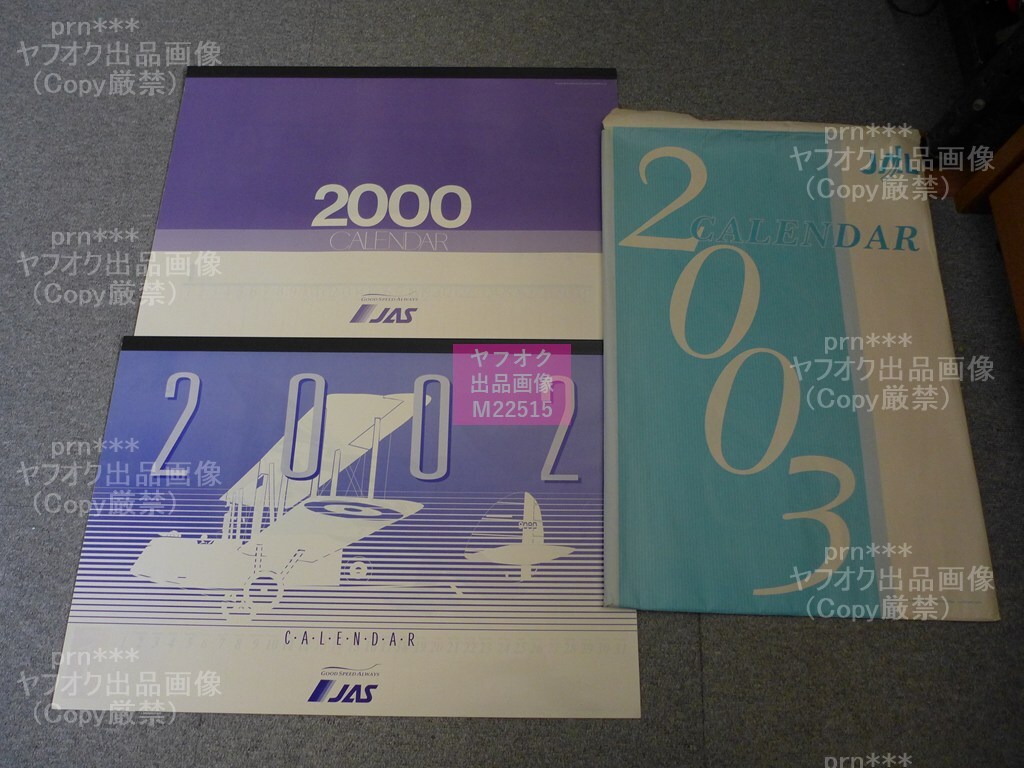 prn***
ヤフオク出品画像
(Copy厳禁)
2000
CALENDAR
GOOD SPEED ALWAYS
JAS
prn***
ヤフオク出品画像
(Copy厳禁)
JAL
2003
CALENDAR
prn***
ヤフオク出品画像
(Copy厳禁)
ヤフオク
出品画像
M22515
2002
prn***
ヤフオク出品画像
(Copy厳禁)
prn***
ヤフオク出品画像
(Copy厳禁)
C·A·L·E·N·D·A·R
GOOD SPEED ALWAYS
JAS
prn***
ヤフオク出品画像
(Copy厳禁)
prn***
ヤフオク出品画像
(Copy厳禁)
prn***